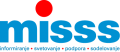 misss
informiranje • svetovanje • podpora • sodelovanje